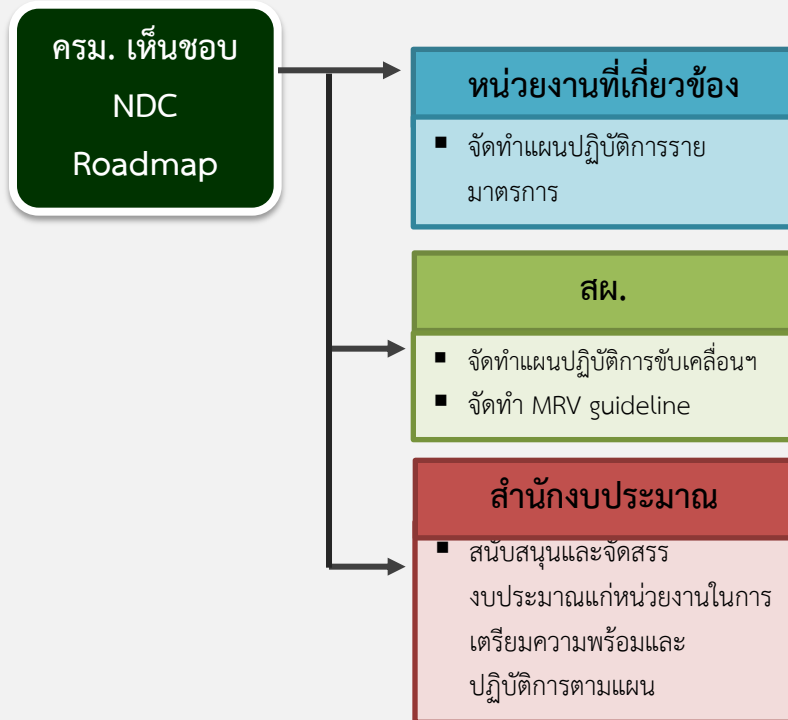 ครม. เห็นชอบ
NDC
Roadmap
หน่วยงานที่เกี่ยวข้อง
▪ จัดทำแผนปฏิบัติการราย
มาตรการ
สผ.
▪ จัดทำแผนปฏิบัติการขับเคลื่อนฯ
▪ จัดทำ MRV guideline
สำนักงบประมาณ
▪ สนับสนุนและจัดสรร
งบประมาณแก่หน่วยงานในการ
เตรียมความพร้อมและ
ปฏิบัติการตามแผน